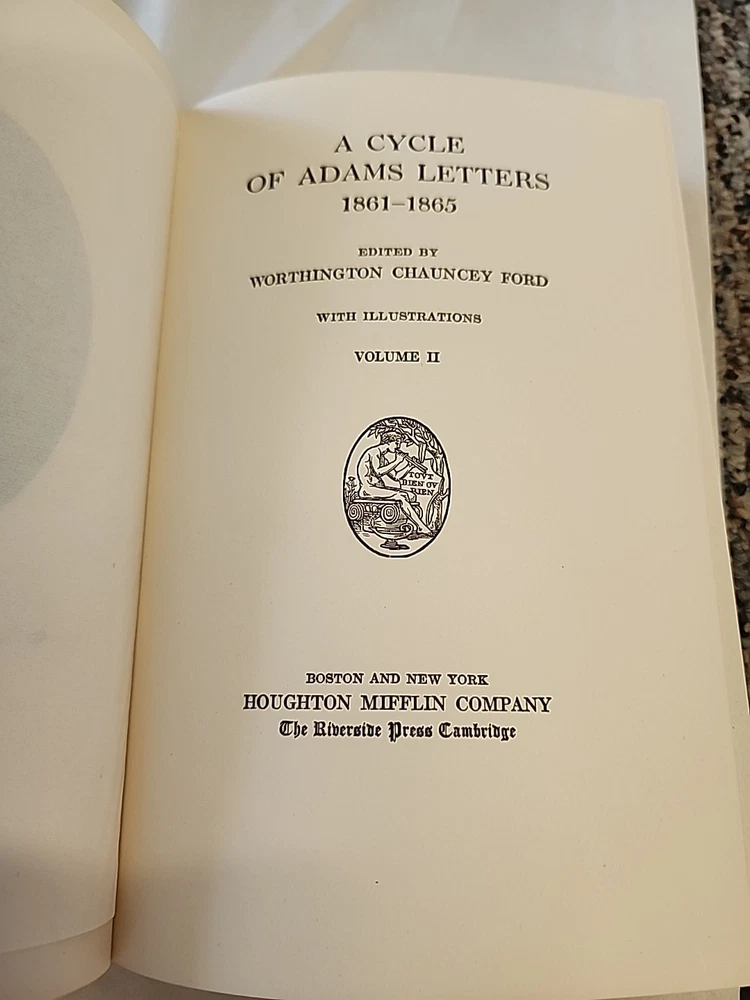 A CYCLE
OF ADAMS LETTERS
1861–1865
EDITED BY
WORTHINGTON CHAUNCEY FORD
WITH ILLUSTRATIONS
VOLUME II
TOVT
BIEN OV
RIEN
BOSTON AND NEW YORK
HOUGHTON MIFFLIN COMPANY
The Riverside Press Cambridge